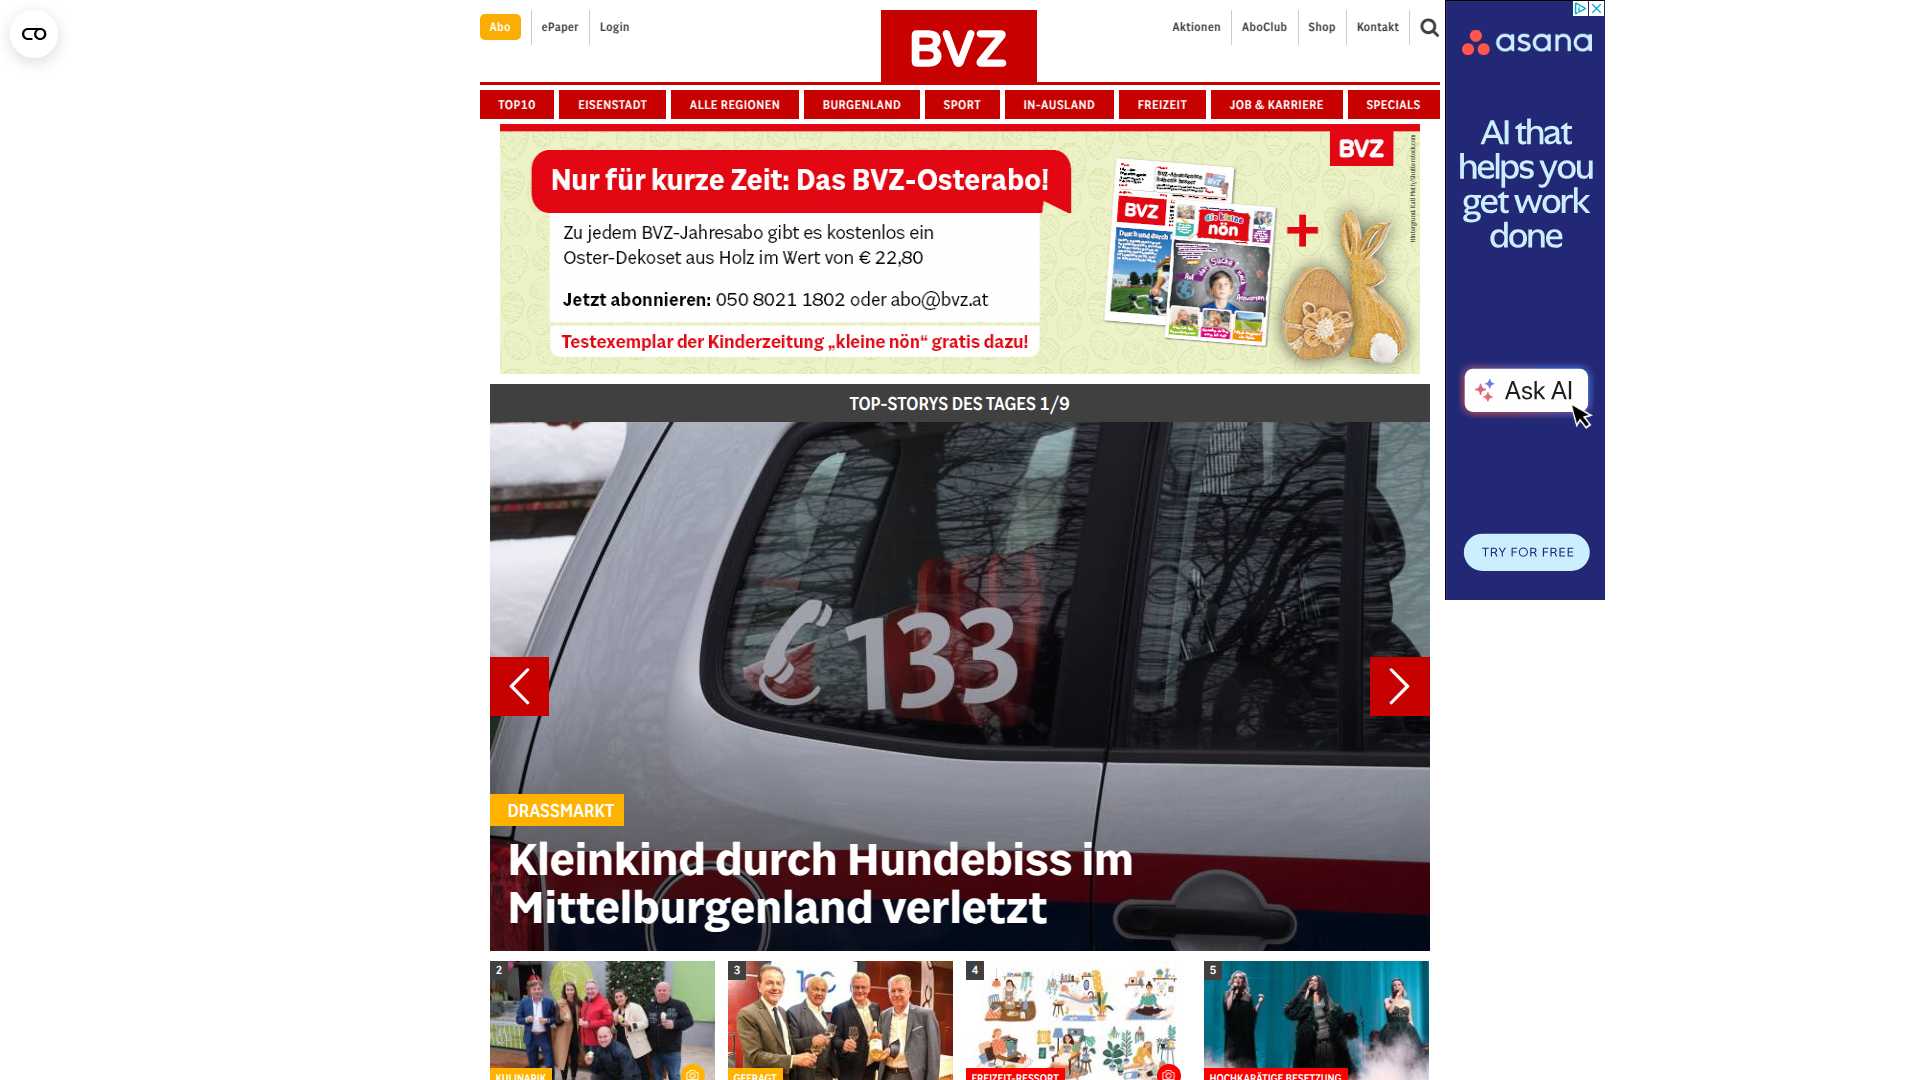 Abo
ePaper
Login
BVZ
Aktionen
AboClub
Shop
Kontakt
TOP10
EISENSTADT
ALLE REGIONEN
BURGENLAND
SPORT
IN-AUSLAND
FREIZEIT
JOB & KARRIERE
SPECIALS
Nur für kurze Zeit: Das BVZ-Osterabo!
Zu jedem BVZ-Jahresabo gibt es kostenlos ein
Oster-Dekoset aus Holz im Wert von € 22,80
Jetzt abonnieren: 050 8021 1802 oder abo@bvz.at
Testexemplar der Kinderzeitung „kleine nön“ gratis dazu!
BVZ
BVZ
die kleine
nön
+
asana
AI that
helps you
get work
done
Ask AI
TRY FOR FREE
TOP-STORYS DES TAGES 1/9
133
DRASSMARKT
Kleinkind durch Hundebiss im
Mittelburgenland verletzt
2
3
4
5
KULINARIK
GEFRAGT
FREIZEIT-RESSORT
HOCHKARÄTIGE BESETZUNG